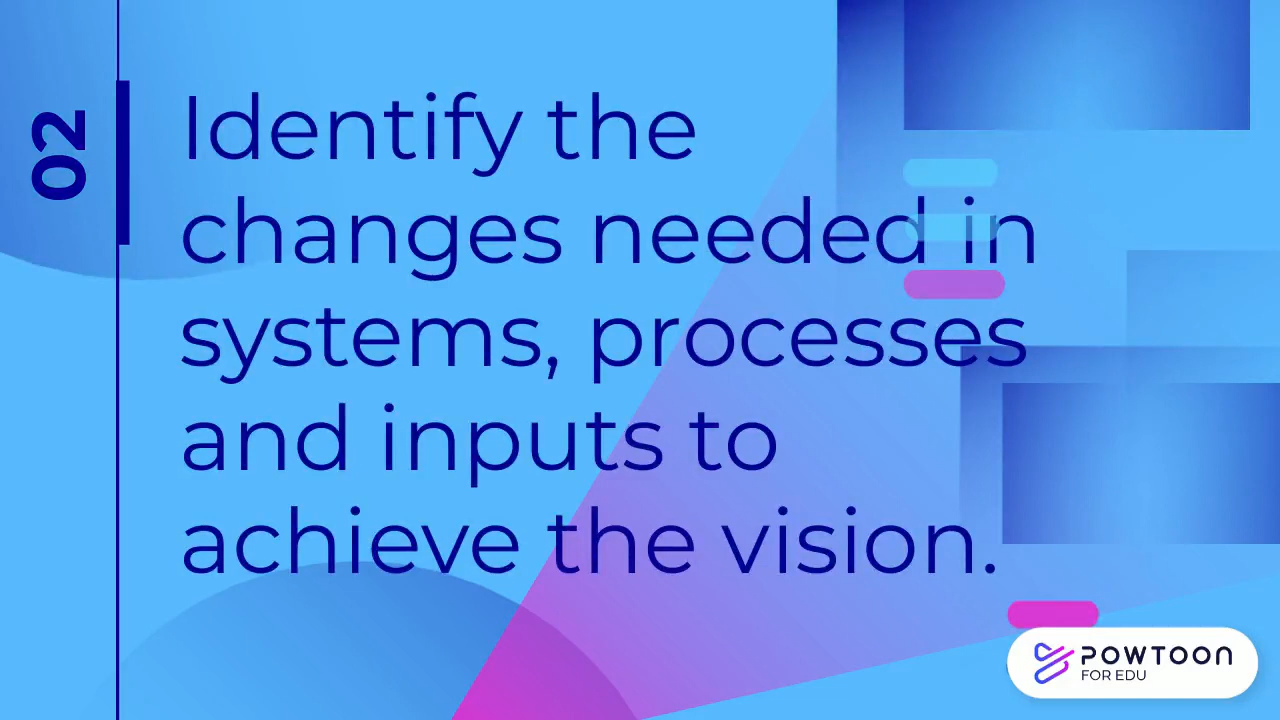 02
Identify the
changes needed in
systems, processes
and inputs to
achieve the vision.
POWTOON
FOR EDU